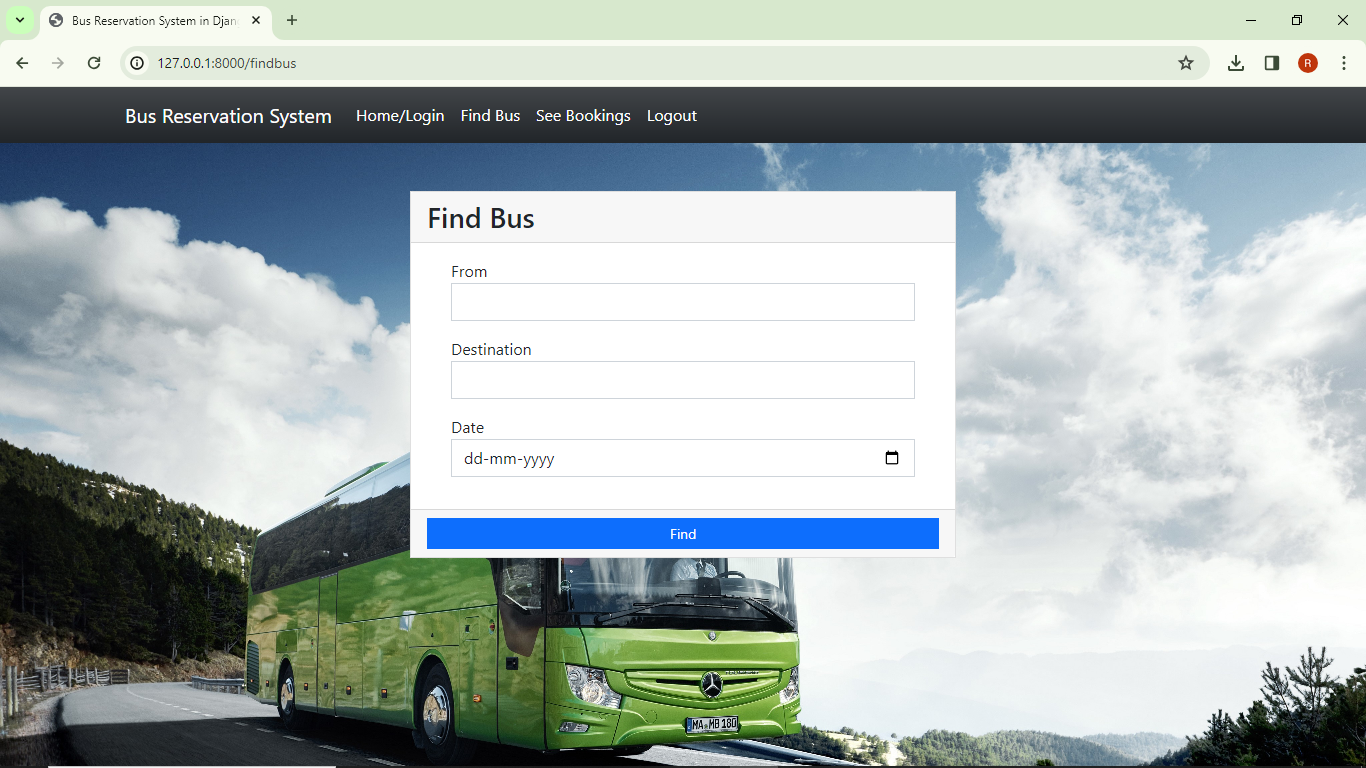 Bus Reservation System in Djan
127.0.0.1:8000/findbus
R
Bus Reservation System Home/Login Find Bus See Bookings Logout
Find Bus
From
Destination
Date
dd-mm-yyyy
Find
MA MB 180